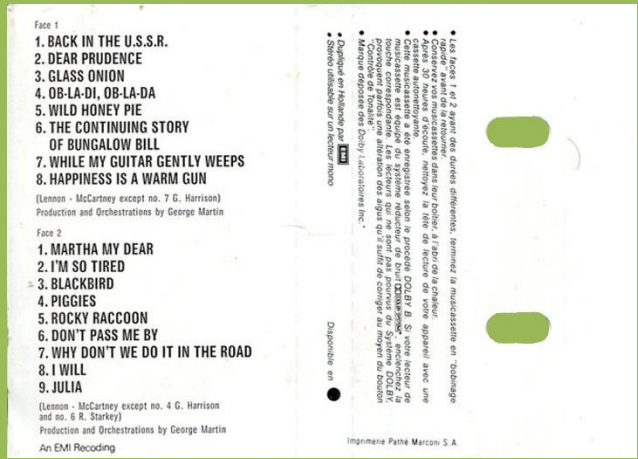 Face 1
1. BACK IN THE U.S.S.R.
2. DEAR PRUDENCE
3. GLASS ONION
4. OB-LA-DI, OB-LA-DA
5. WILD HONEY PIE
6. THE CONTINUING STORY
OF BUNGALOW BILL
7. WHILE MY GUITAR GENTLY WEEPS
8. HAPPINESS IS A WARM GUN
(Lennon - McCartney except no. 7 G. Harrison)
Production and Orchestrations by George Martin
Face 2
1. MARTHA MY DEAR
2. I'M SO TIRED
3. BLACKBIRD
4. PIGGIES
5. ROCKY RACCOON
6. DON'T PASS ME BY
7. WHY DON'T WE DO IT IN THE ROAD
8. I WILL
9. JULIA
(Lennon - McCartney except no. 4 G. Harrison
and no. 6 R. Starkey)
Production and Orchestrations by George Martin
An EMI Recoding
• Les faces 1 et 2 ayant des durées différentes, terminez la musicassette en "bobinage
rapide" avant de la retourner.
• Conservez vos musicassettes dans leur boîtier, à l'abri de la chaleur.
• Après 30 heures d'écoute, nettoyez la tête de lecture de votre appareil avec une
cassette autonettoyante.
• Cette musicassette a été enregistrée selon le procédé DOLBY B. Si votre lecteur de
musicassette est équipé du système réducteur de bruit DOLBY SYSTEM*, enclenchez la
touche correspondante. Les lecteurs qui ne sont pas pourvus du Système DOLBY,
provoquent parfois une altération des aigus qu'il suffit de corriger au moyen du bouton
"Contrôle de Tonalité".
* Marque déposée des Dolby Laboratories Inc."
• Dupliqué en Hollande par EMI
• Stéréo utilisable sur un lecteur mono
Disponible en
Imprimerie Pathé Marconi S.A.